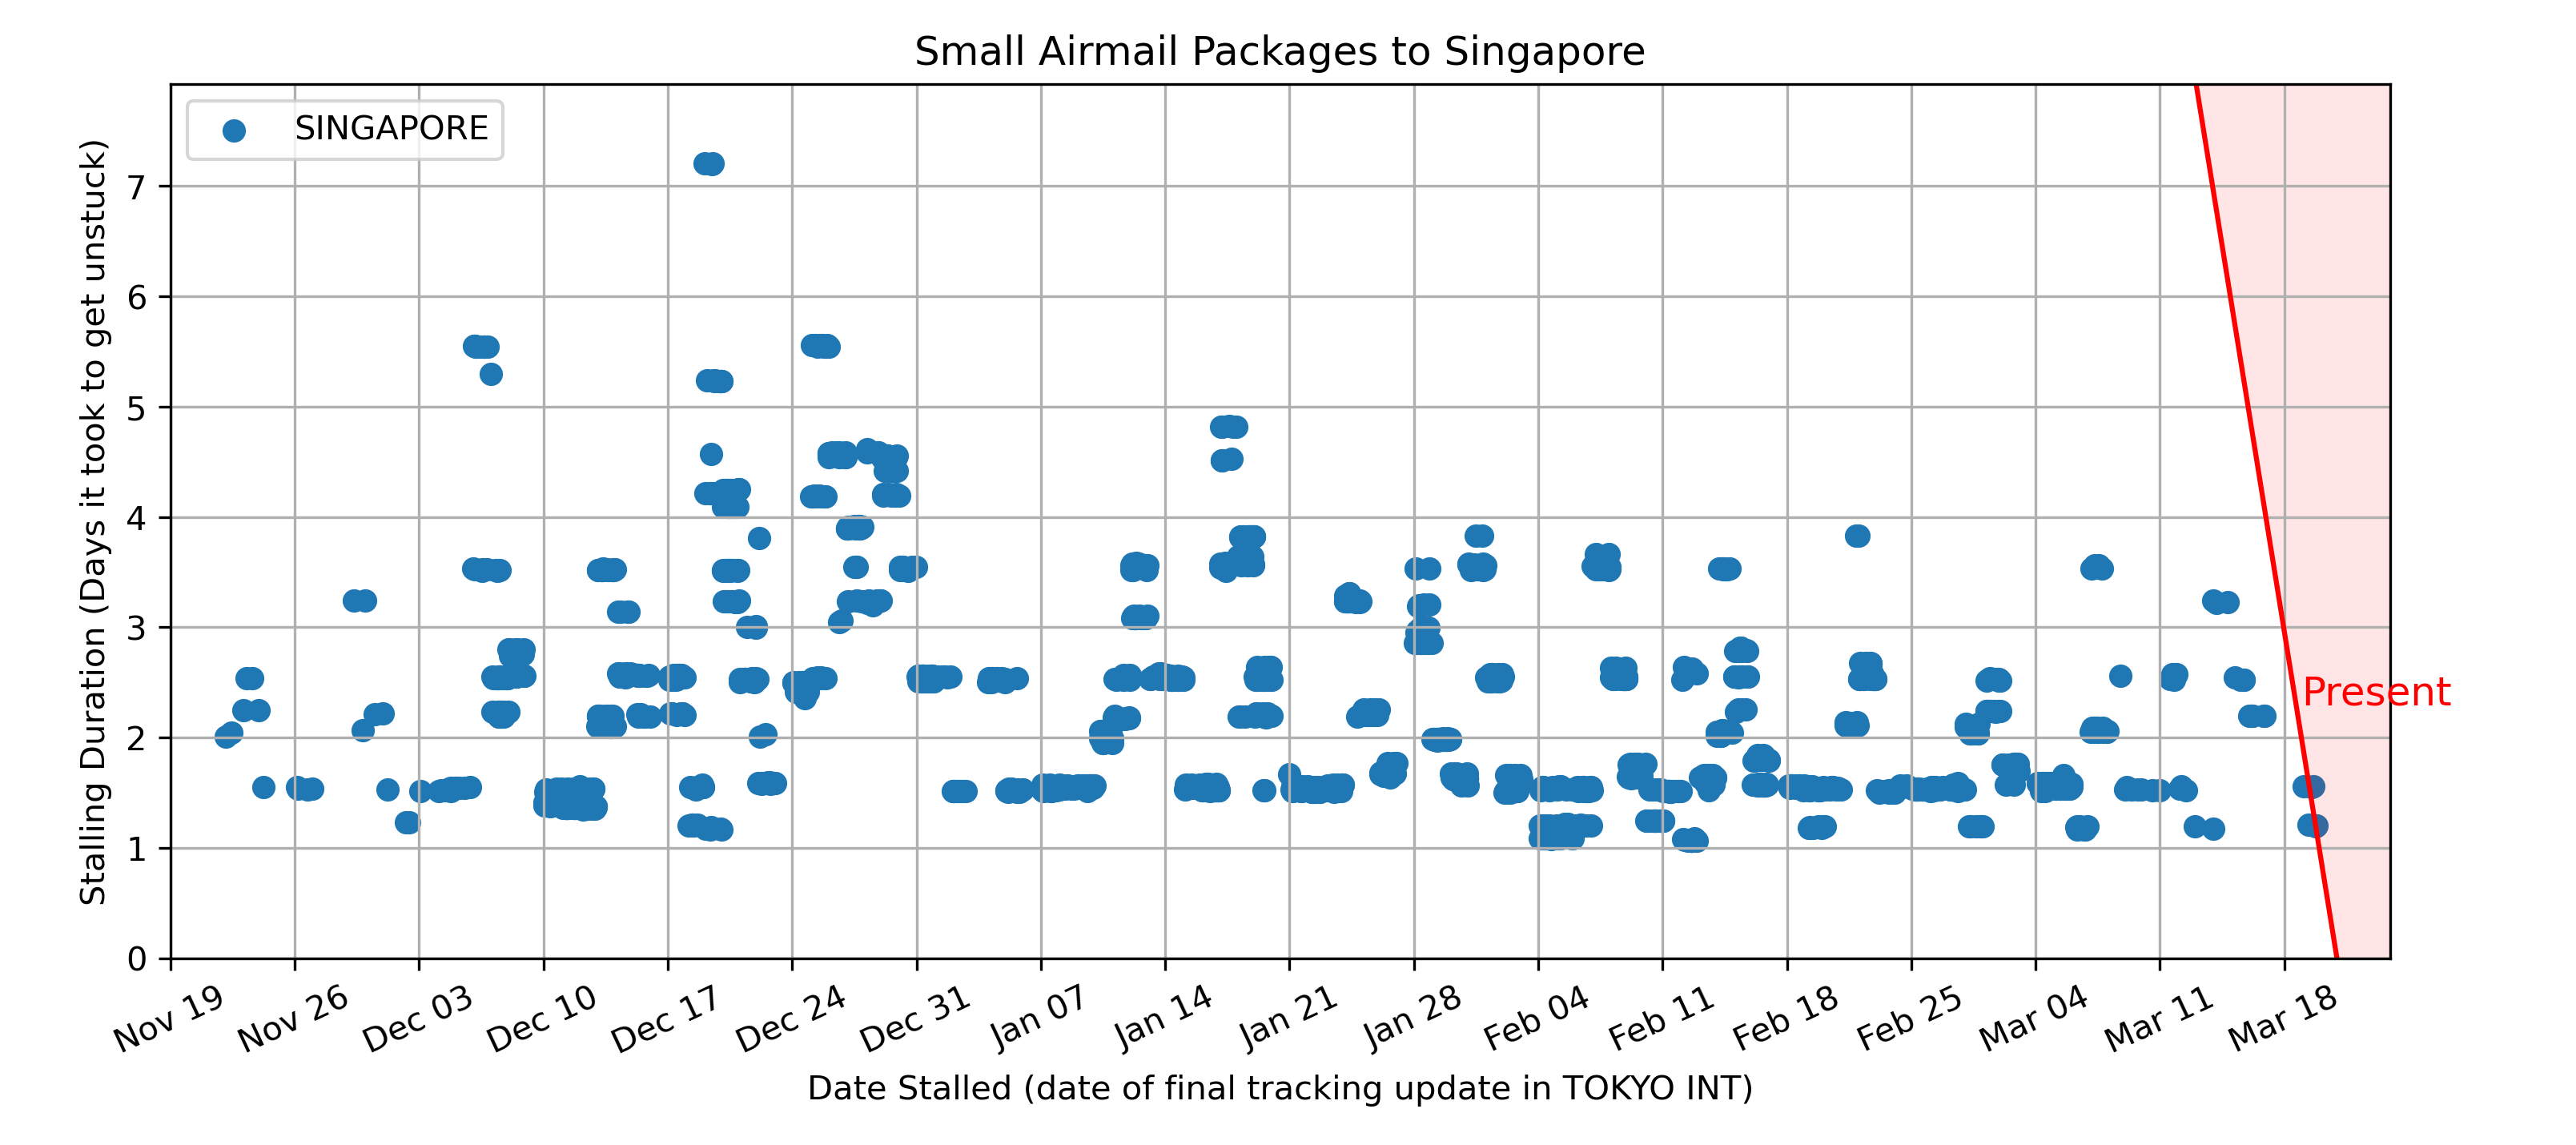 Small Airmail Packages to Singapore
SINGAPORE
Stalling Duration (Days it took to get unstuck)
7
6
5
4
3
2
1
0
Present
Nov 19
Nov 26
Dec 03
Dec 10
Dec 17
Dec 24
Dec 31
Jan 07
Jan 14
Jan 21
Jan 28
Feb 04
Feb 11
Feb 18
Feb 25
Mar 04
Mar 11
Mar 18
Date Stalled (date of final tracking update in TOKYO INT)